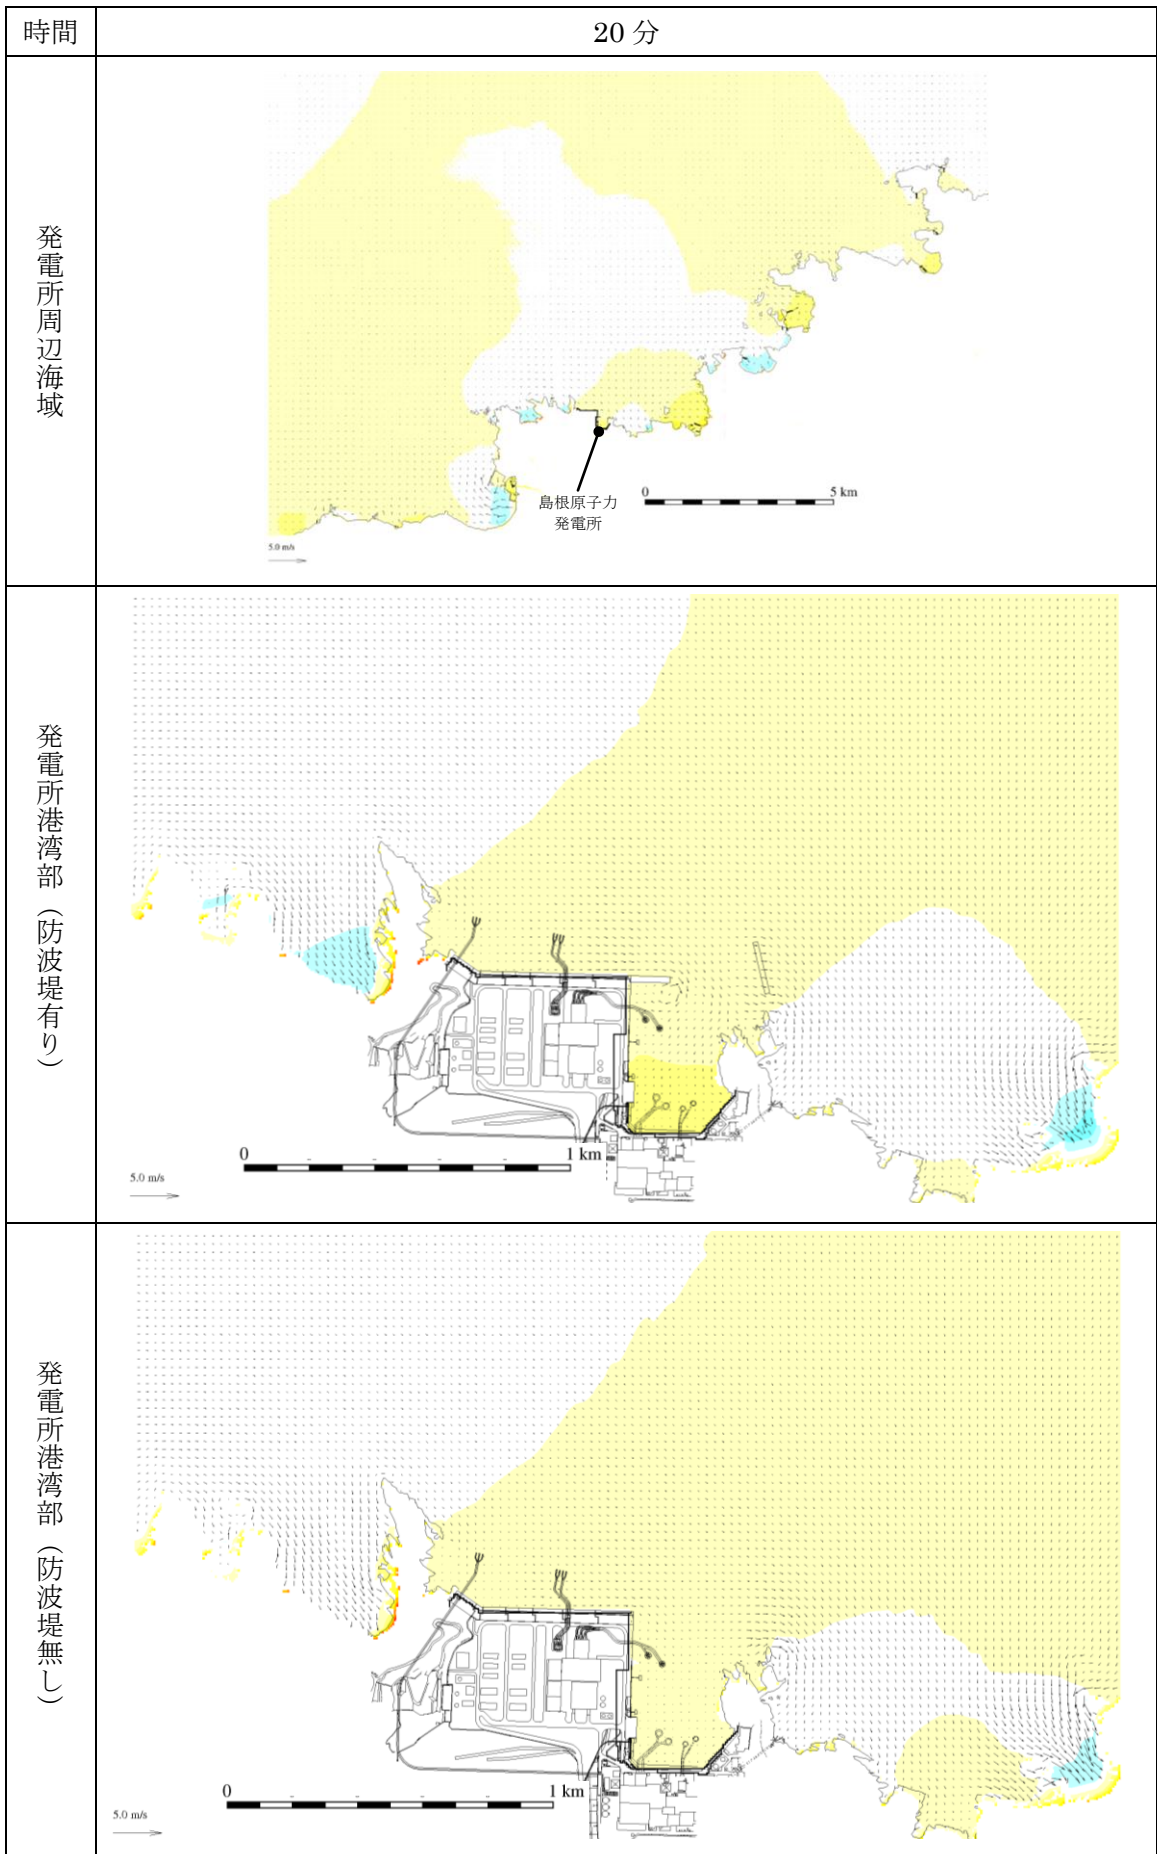 時間
20 分
発電所周辺海域
島根原子力
発電所
0
5 km
5.0 m/s
発電所港湾部（防波堤有り）
0
1 km
5.0 m/s
発電所港湾部（防波堤無し）
0
1 km
5.0 m/s